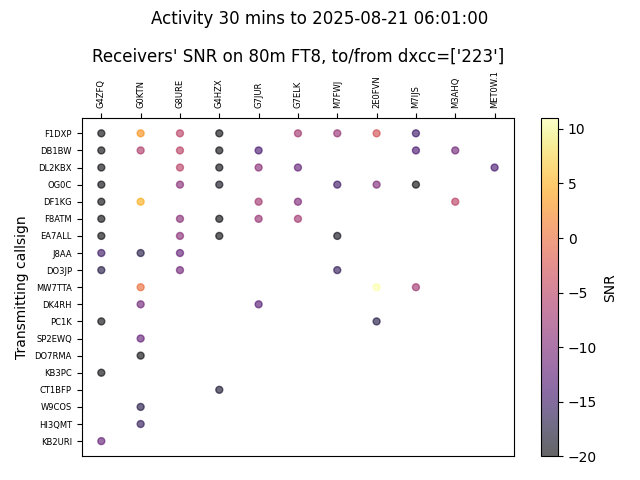 Activity 30 mins to 2025-08-21 06:01:00
Receivers' SNR on 80m FT8, to/from dxcc=['223']
G4ZFQ G0KTN G8URE G4HZX G7JUR G7ELK M7FWJ 2E0FVN M7IJS M3AHQ MET0W.1
Transmitting callsign
F1DXP
DB1BW
DL2KBX
OG0C
DF1KG
F8ATM
EA7ALL
J8AA
DO3JP
MW7TTA
DK4RH
PC1K
SP2EWQ
DO7RMA
KB3PC
CT1BFP
W9COS
HI3QMT
KB2URI
10
5
0
−5
−10
−15
−20
SNR